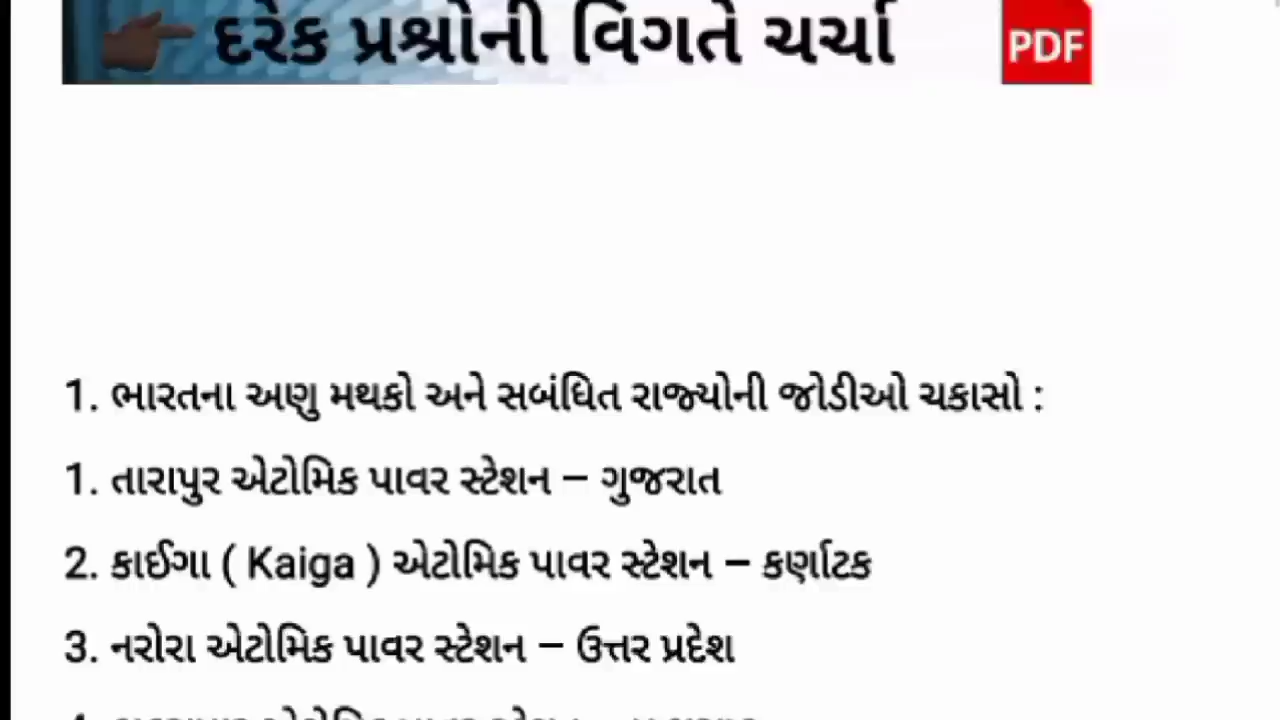 દરેક પ્રશ્નોની વિગતે ચર્ચા
PDF
1. ભારતના અણુ મથકો અને સબંધિત રાજ્યોની જોડીઓ ચકાસો :
1. તારાપુર એટોમિક પાવર સ્ટેશન – ગુજરાત
2. કાઈગા ( Kaiga ) એટોમિક પાવર સ્ટેશન – કર્ણાટક
3. નરોરા એટોમિક પાવર સ્ટેશન – ઉત્તર પ્રદેશ